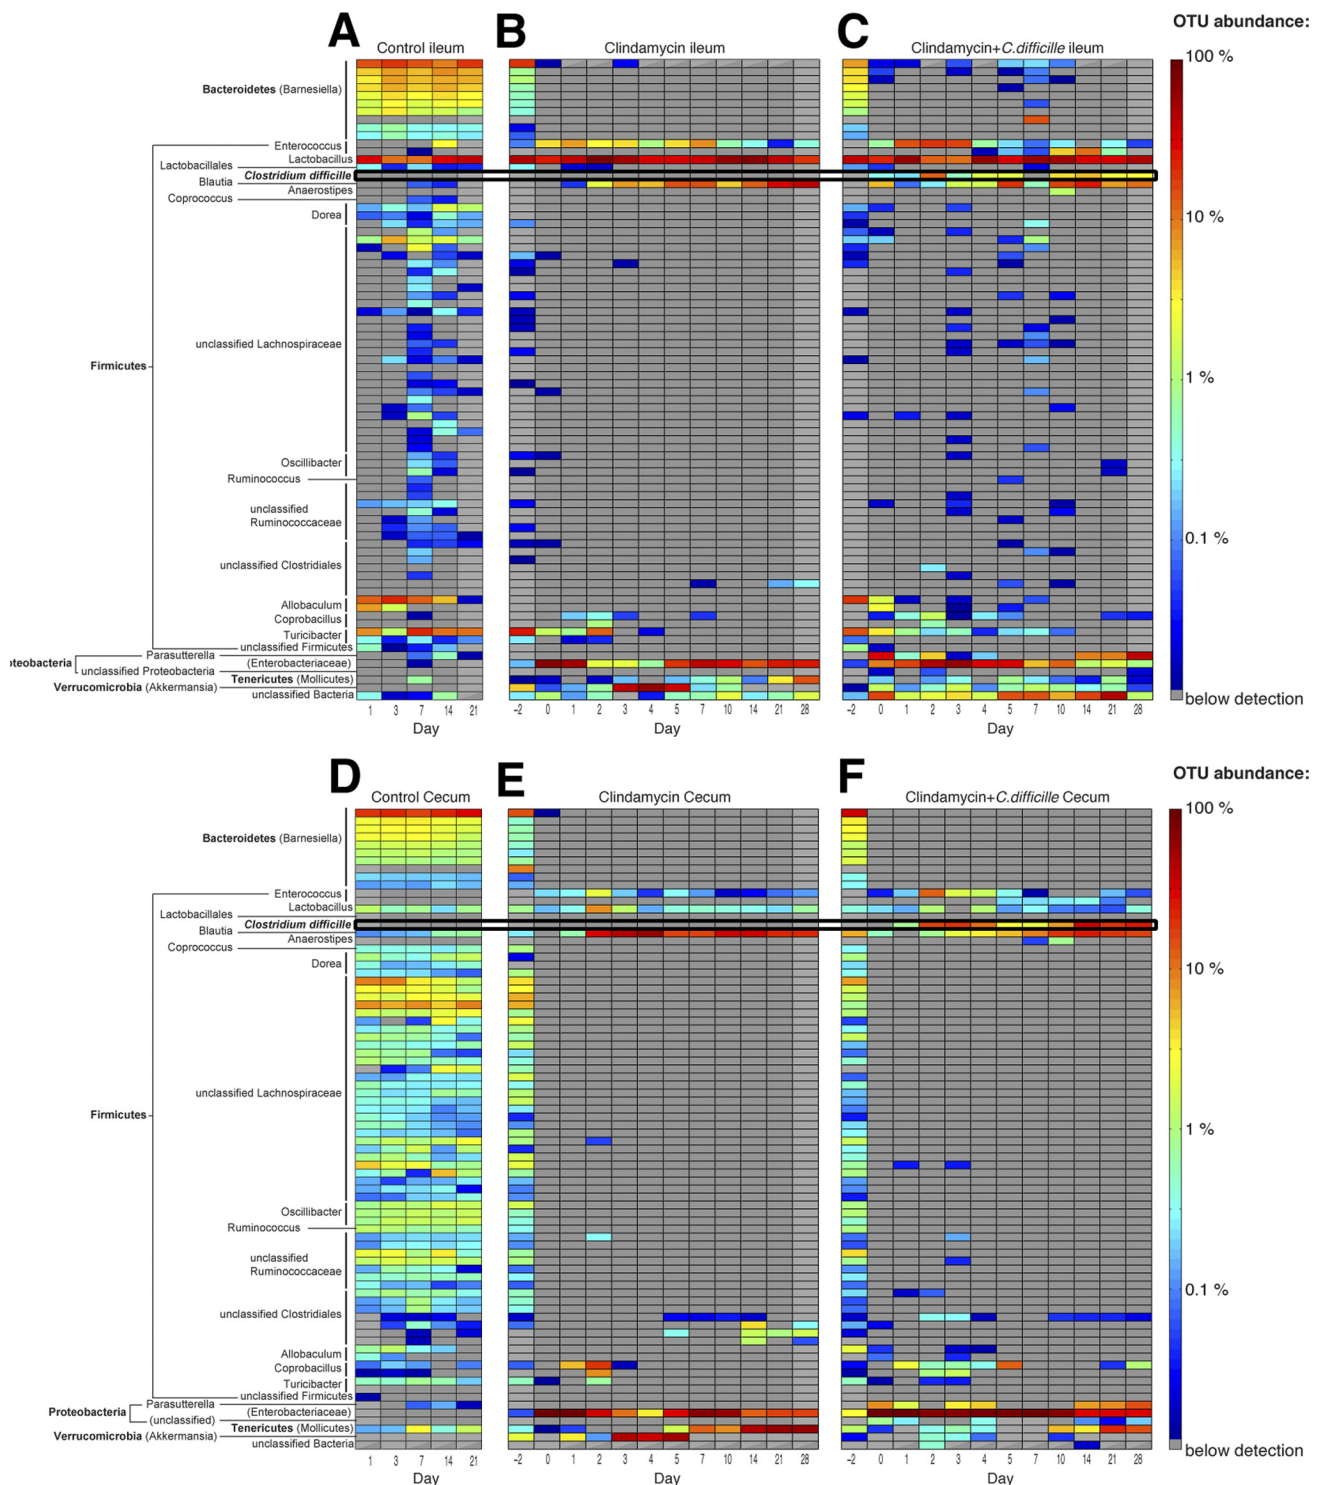 A
B
C
OTU abundance:
Control ileum
Clindamycin ileum
Clindamycin+C.difficille ileum
100 %
Bacteroidetes (Barnesiella)
Enterococcus
Lactobacillus
Lactobacillales
Clostridium difficille
Blautia
Anaerostipes
Coprococcus
Dorea
10 %
unclassified Lachnospiraceae
Firmicutes
1 %
Oscillibacter
Ruminococcus
unclassified
Ruminococcaceae
0.1 %
unclassified Clostridiales
Allobaculum
Coprobacillus
Turicibacter
unclassified Firmicutes
Parasutterella
oteobacteria
(Enterobacteriaceae)
unclassified Proteobacteria
Tenericutes (Mollicutes)
Verrucomicrobia (Akkermansia)
unclassified Bacteria
below detection
1 3 7 14 21
-2 0 1 2 3 4 5 7 10 14 21 28
-2 0 1 2 3 4 5 7 10 14 21 28
Day
Day
Day
D
E
F
OTU abundance:
Control Cecum
Clindamycin Cecum
Clindamycin+C.difficille Cecum
100 %
Bacteroidetes (Barnesiella)
Enterococcus
Lactobacillus
Lactobacillales
Clostridium difficille
Blautia
Anaerostipes
Coprococcus
Dorea
10 %
unclassified Lachnospiraceae
Firmicutes
1 %
Oscillibacter
Ruminococcus
unclassified
Ruminococcaceae
0.1 %
unclassified Clostridiales
Allobaculum
Coprobacillus
Turicibacter
unclassified Firmicutes
Parasutterella
Proteobacteria
(Enterobacteriaceae)
(unclassified)
Tenericutes (Mollicutes)
Verrucomicrobia (Akkermansia)
unclassified Bacteria
below detection
1 3 7 14 21
-2 0 1 2 3 4 5 7 10 14 21 28
-2 0 1 2 3 4 5 7 10 14 21 28
Day
Day
Day